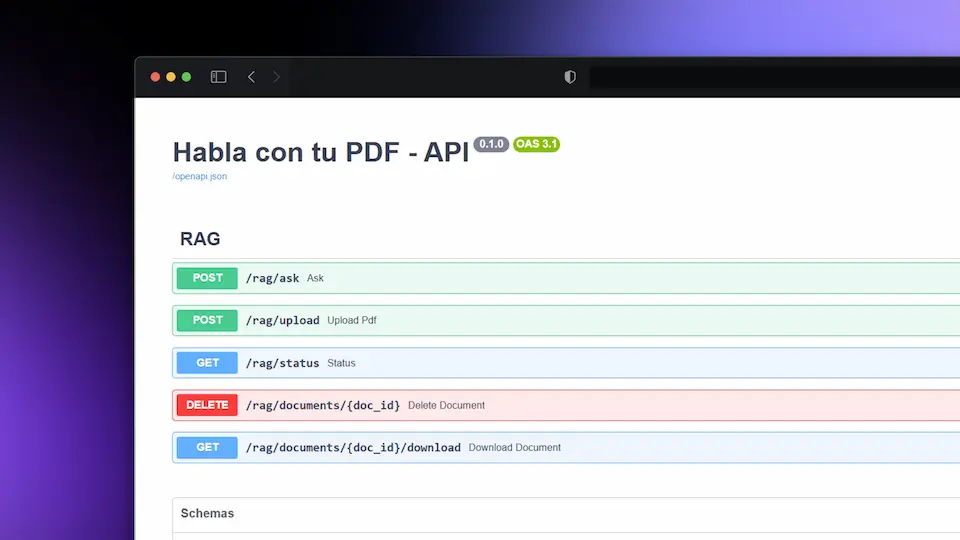 Habla con tu PDF - API 0.1.0 OAS 3.1
/openapi.json
RAG
POST /rag/ask Ask
POST /rag/upload Upload Pdf
GET /rag/status Status
DELETE /rag/documents/{doc_id} Delete Document
GET /rag/documents/{doc_id}/download Download Document
Schemas